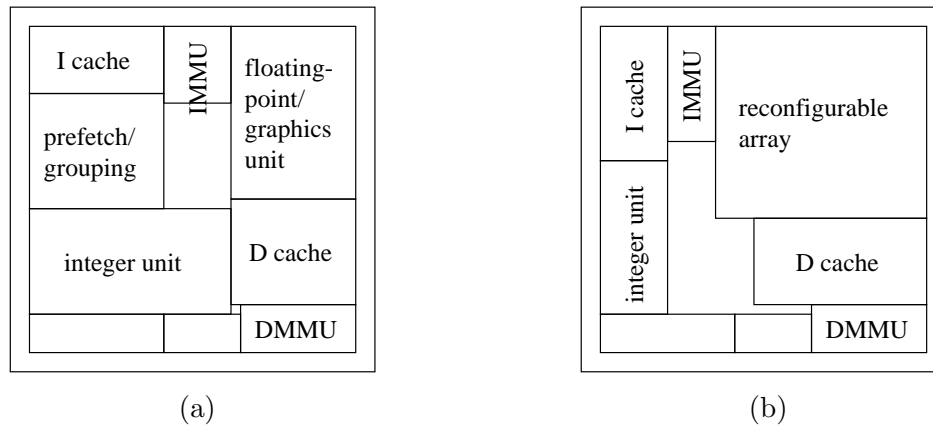 I cache
IMMU
floating-
point/
graphics
unit
prefetch/
grouping
integer unit
D cache
DMMU
(a)
I cache
IMMU
reconfigurable
array
integer unit
D cache
DMMU
(b)